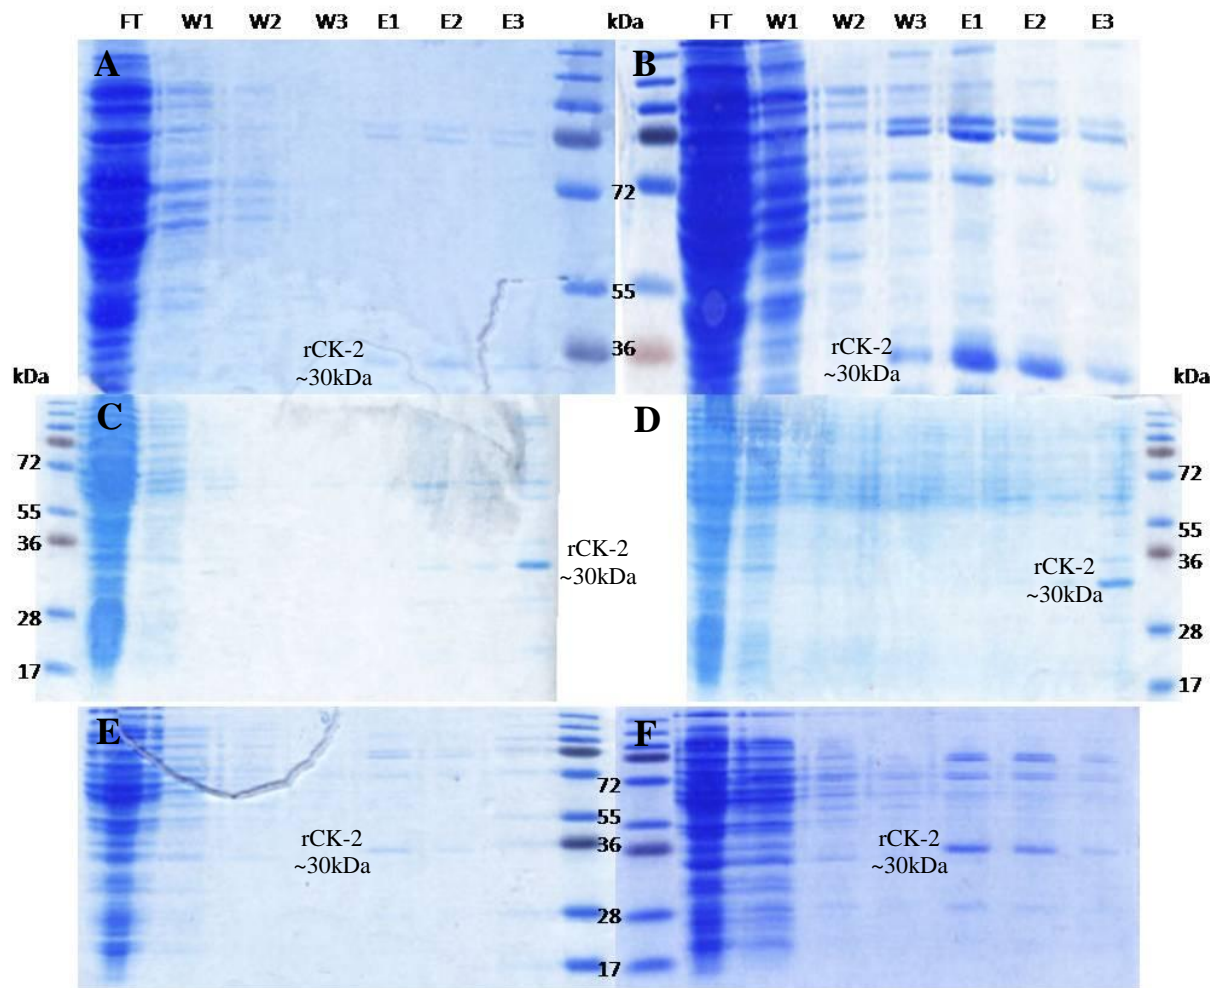 FT W1 W2 W3 E1 E2 E3 kDa FT W1 W2 W3 E1 E2 E3
A B
72
55
rCK-2
~30kDa
36
rCK-2
~30kDa
kDa kDa
C D
72 72
55 55
36 36
rCK-2
~30kDa
rCK-2
~30kDa
28 28
17 17
E F
72
55
rCK-2
~30kDa
36
rCK-2
~30kDa
28
17